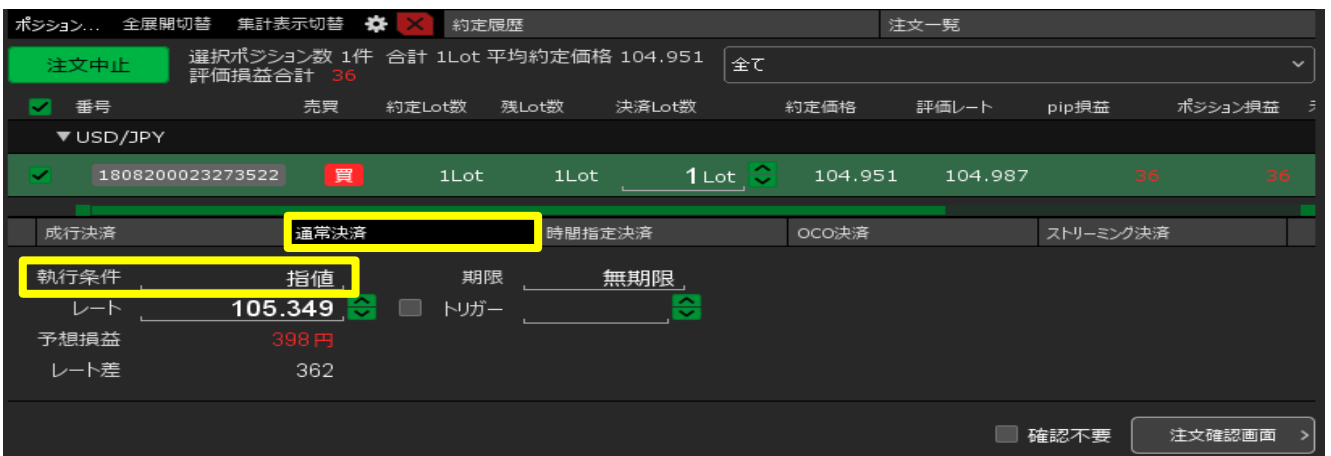 ポジション... 全展開切替 集計表示切替 約定履歴 注文一覧
注文中止 選択ポジション数 1件 合計 1Lot 平均約定価格 104.951 全て
評価損益合計 36
番号 売買 約定Lot数 残Lot数 決済Lot数 約定価格 評価レート pip損益 ポジション損益
▼USD/JPY
1808200023273522 買 1Lot 1Lot 1 Lot 104.951 104.987 36 36
成行決済 通常決済 時間指定決済 OCO決済 ストリーミング決済
執行条件 指値 期限 無期限
レート 105.349 トリガー
予想損益 398円
レート差 362
確認不要 注文確認画面 >